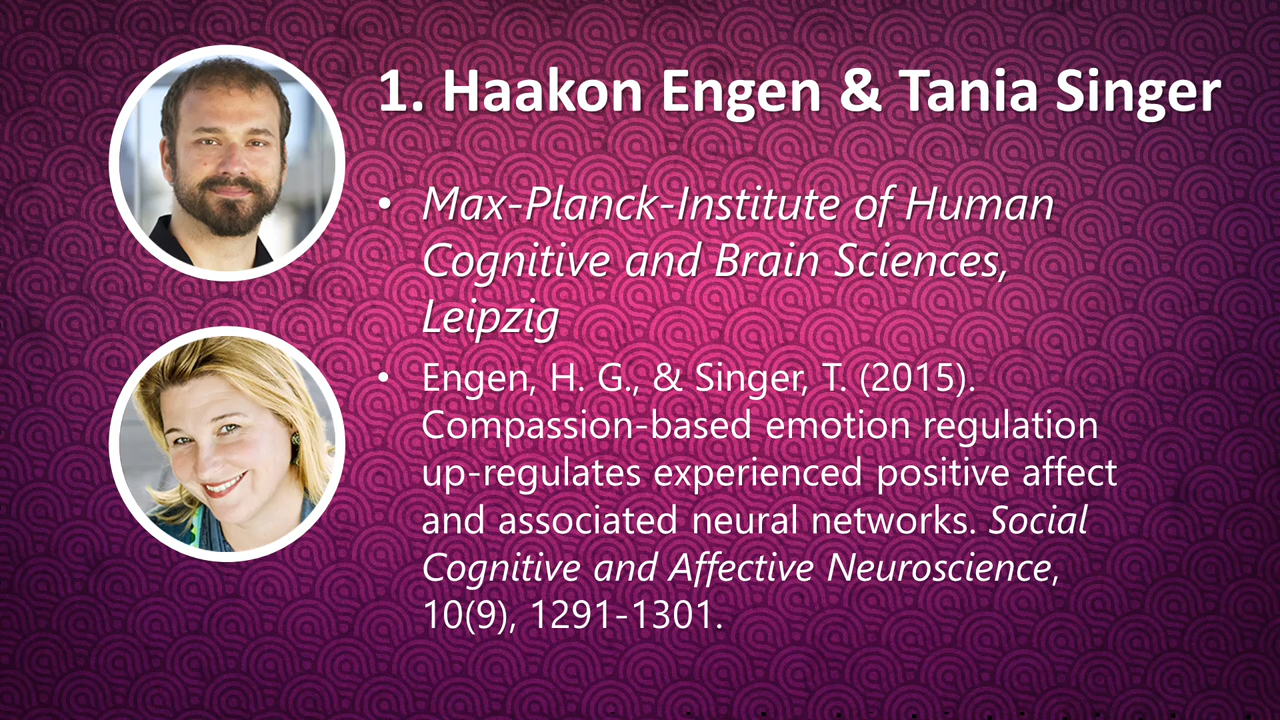 1. Haakon Engen & Tania Singer
• Max-Planck-Institute of Human
Cognitive and Brain Sciences,
Leipzig
• Engen, H. G., & Singer, T. (2015).
Compassion-based emotion regulation
up-regulates experienced positive affect
and associated neural networks. Social
Cognitive and Affective Neuroscience,
10(9), 1291-1301.